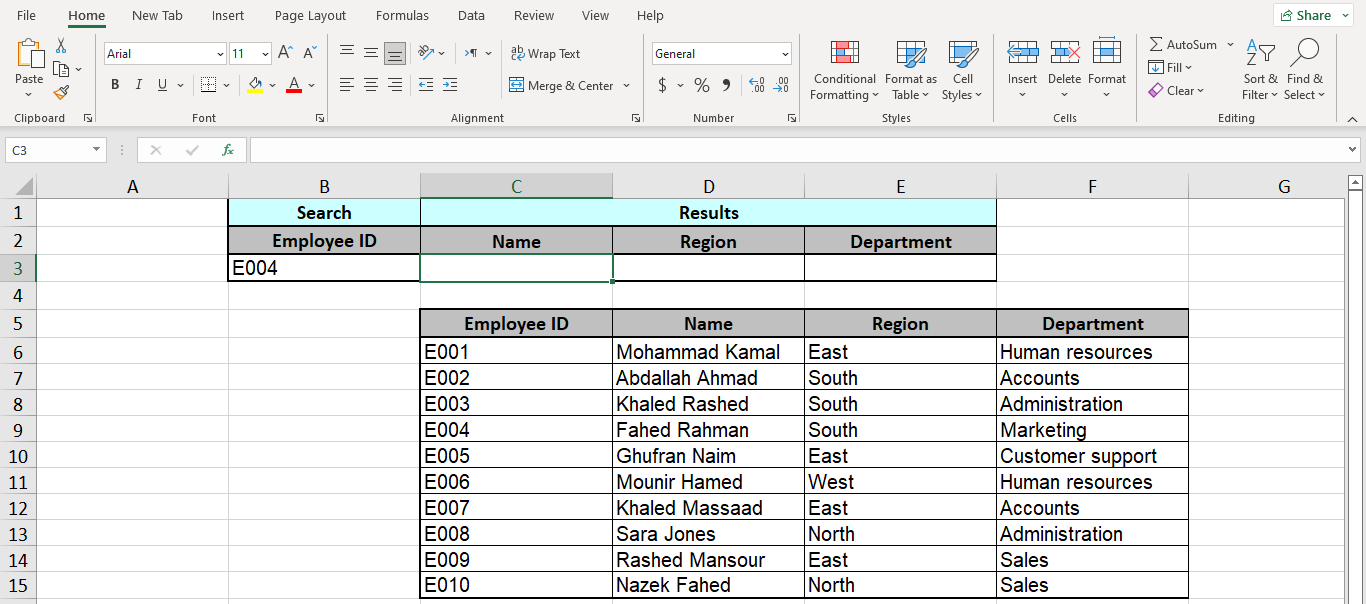 File Home New Tab Insert Page Layout Formulas Data Review View Help Share
Paste
Clipboard
Arial 11
B I U A
Font
ab Wrap Text
Merge & Center
Alignment
General
$ % 9
Number
Conditional Formatting
Format as Table
Cell Styles
Styles
Insert Delete Format
Cells
AutoSum
Fill
Clear
Sort & Filter
Find & Select
Editing
C3 fx
A B C D E F G
1 Search Results
2 Employee ID Name Region Department
3 E004
4
5 Employee ID Name Region Department
6 E001 Mohammad Kamal East Human resources
7 E002 Abdallah Ahmad South Accounts
8 E003 Khaled Rashed South Administration
9 E004 Fahed Rahman South Marketing
10 E005 Ghufran Naim East Customer support
11 E006 Mounir Hamed West Human resources
12 E007 Khaled Massaad East Accounts
13 E008 Sara Jones North Administration
14 E009 Rashed Mansour East Sales
15 E010 Nazek Fahed North Sales